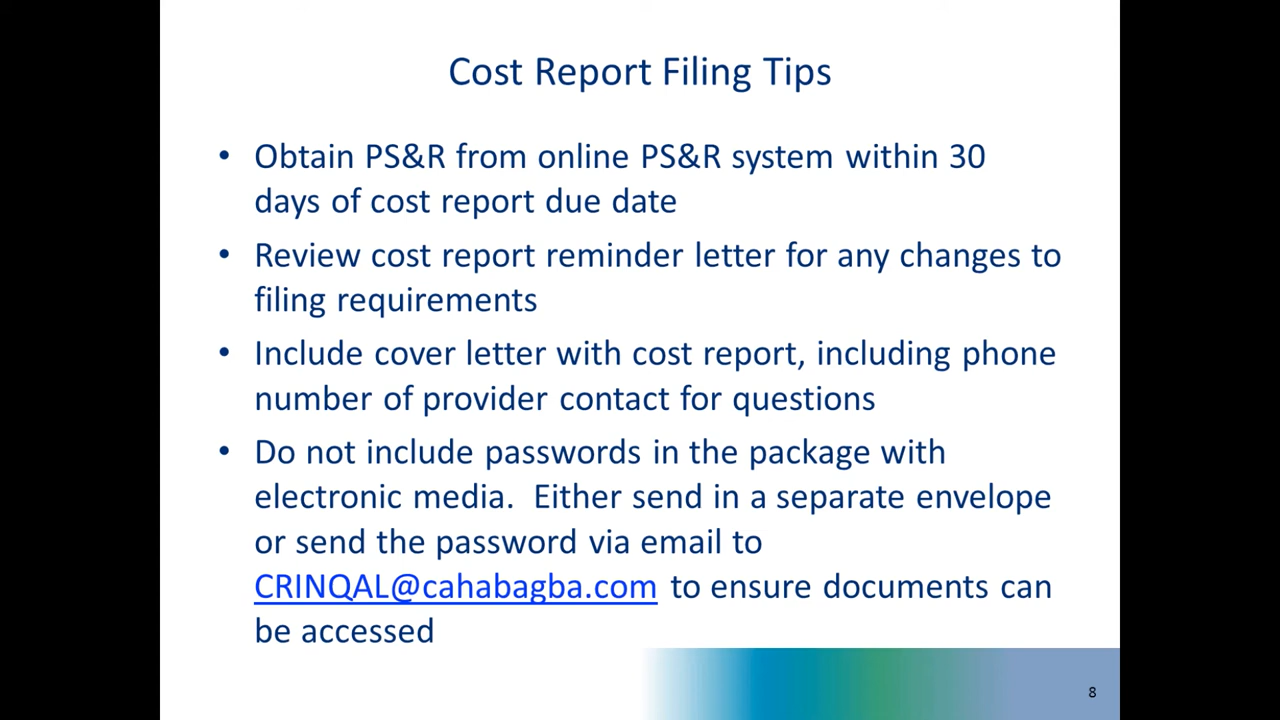 Cost Report Filing Tips
• Obtain PS&R from online PS&R system within 30
days of cost report due date
• Review cost report reminder letter for any changes to
filing requirements
• Include cover letter with cost report, including phone
number of provider contact for questions
• Do not include passwords in the package with
electronic media.  Either send in a separate envelope
or send the password via email to
CRINQAL@cahabagba.com to ensure documents can
be accessed
8